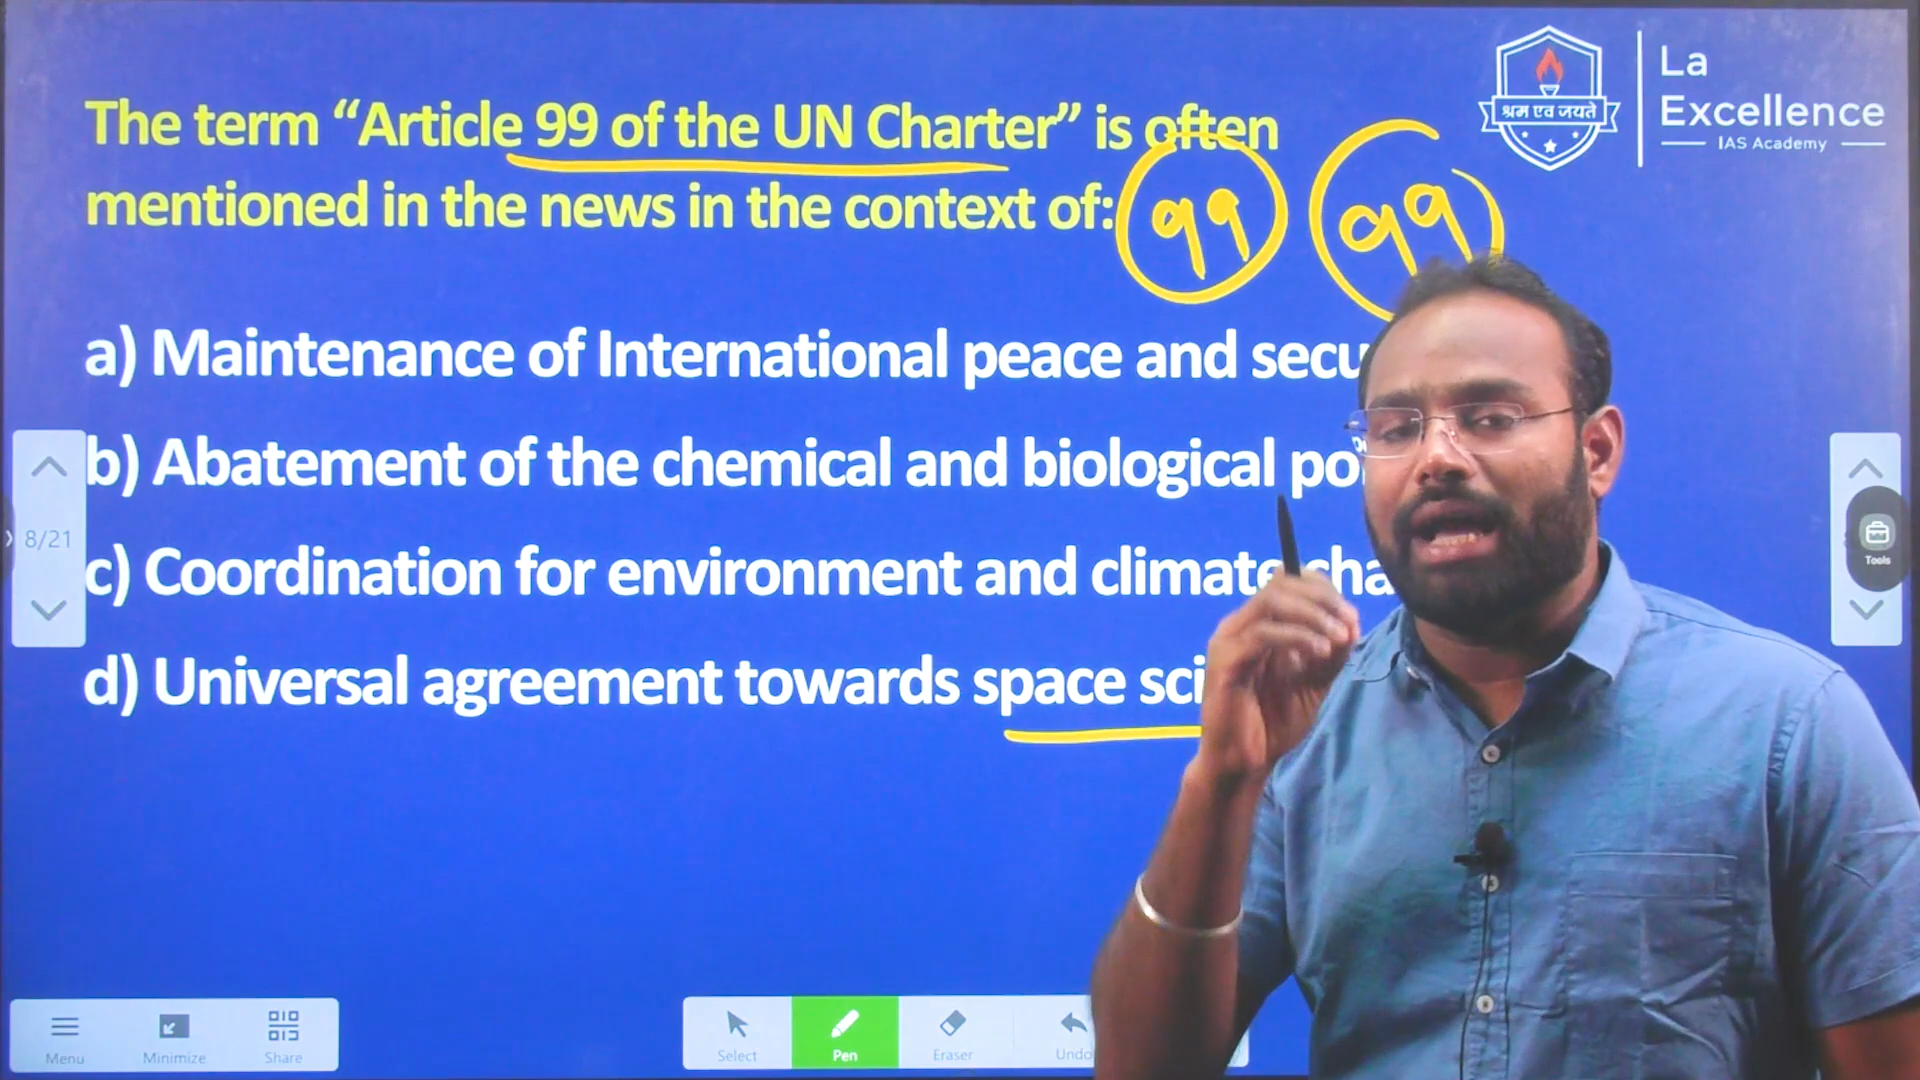 The term “Article 99 of the UN Charter” is often
mentioned in the news in the context of:
99 99
a) Maintenance of International peace and secu
b) Abatement of the chemical and biological po
c) Coordination for environment and climate cha
d) Universal agreement towards space sci
श्रम एव जयते
La
Excellence
IAS Academy
8/21
Tools
Menu
Minimize
Share
Select
Pen
Eraser
Undo